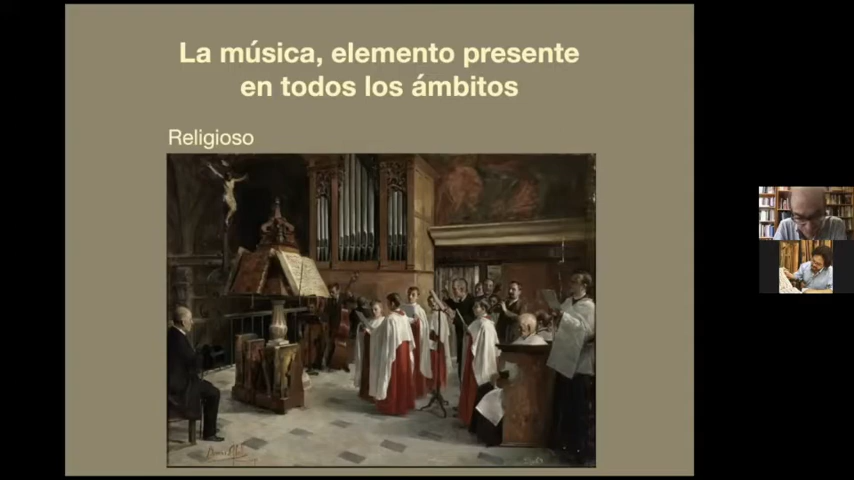 La música, elemento presente
en todos los ámbitos
Religioso